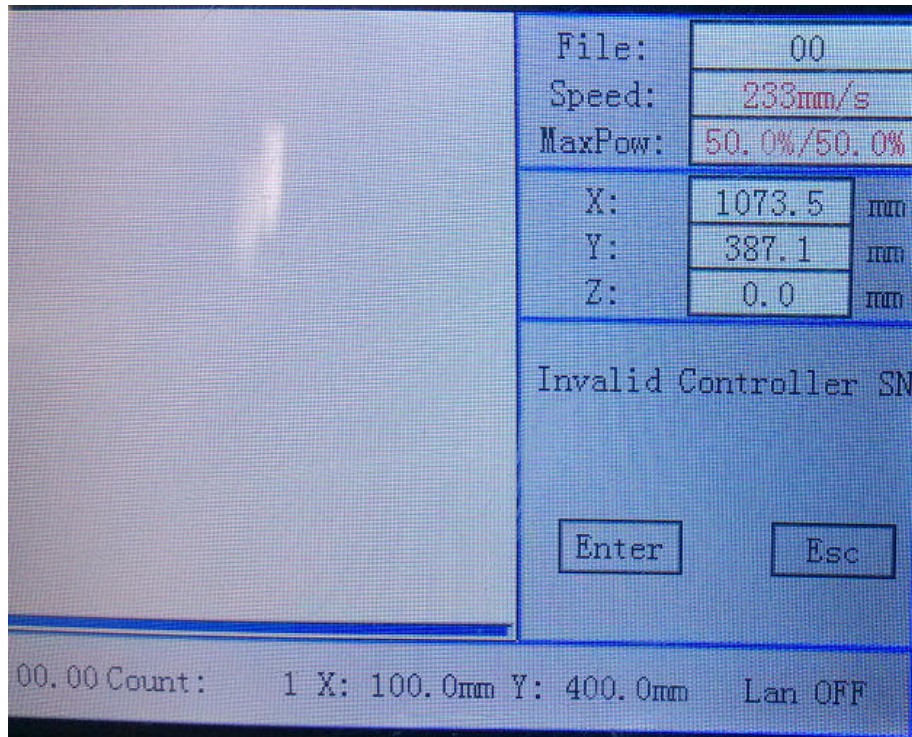 File: 00
Speed: 233mm/s
MaxPow: 50.0%/50.0%
X: 1073.5 mm
Y: 387.1 mm
Z: 0.0 mm
Invalid Controller SN
Enter Esc
00.00 Count: 1 X: 100.0mm Y: 400.0mm Lan OFF